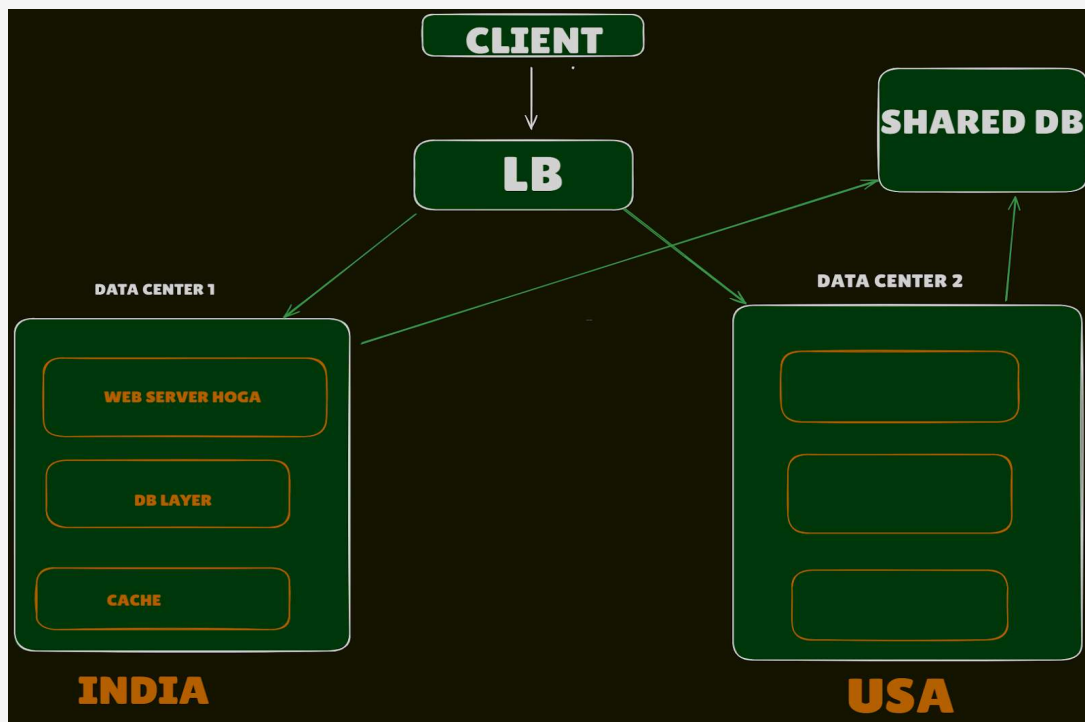 CLIENT
LB
SHARED DB
DATA CENTER 1
DATA CENTER 2
WEB SERVER HOGA
DB LAYER
CACHE
INDIA
USA